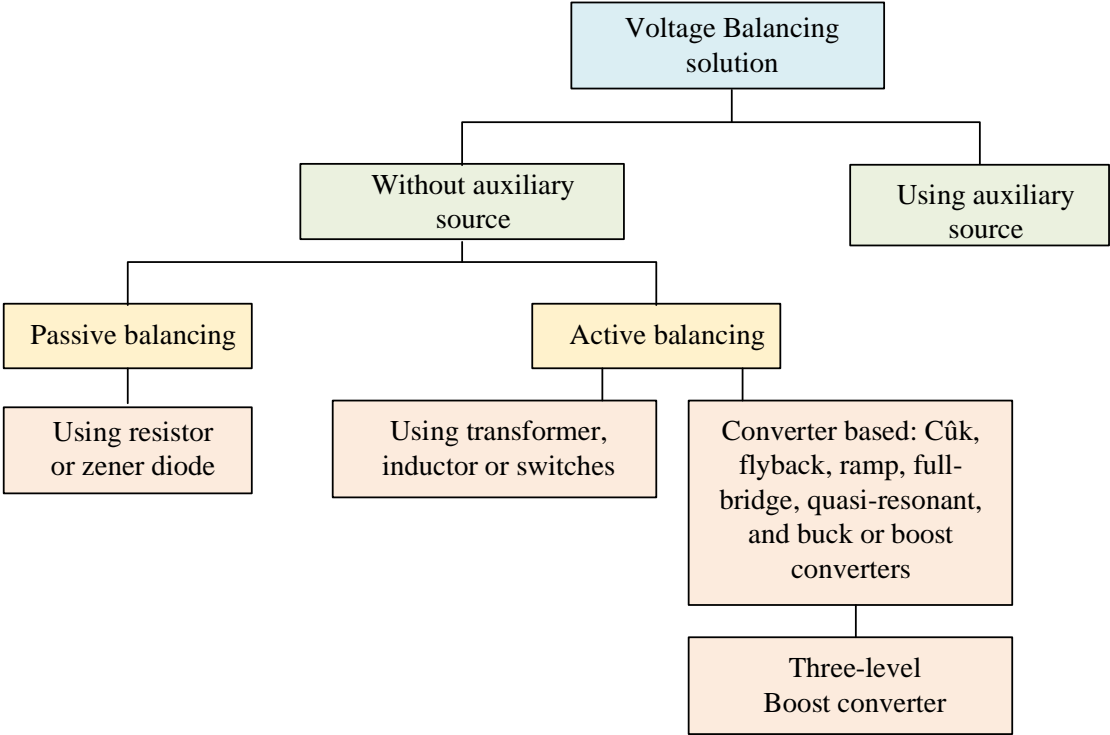 Voltage Balancing
solution
Without auxiliary
source
Using auxiliary
source
Passive balancing
Active balancing
Using resistor
or zener diode
Using transformer,
inductor or switches
Converter based: Cûk,
flyback, ramp, full-
bridge, quasi-resonant,
and buck or boost
converters
Three-level
Boost converter